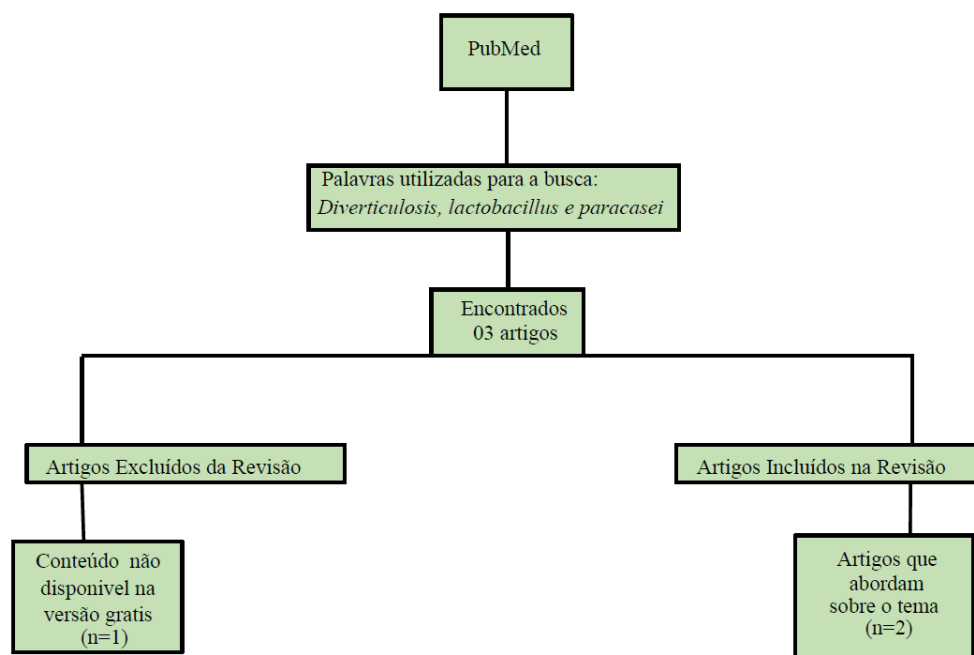 PubMed
Palavras utilizadas para a busca:
Diverticulosis, lactobacillus e paracasei
Encontrados
03 artigos
Artigos Excluídos da Revisão
Artigos Incluídos na Revisão
Conteúdo não
disponivel na
versão gratis
(n=1)
Artigos que
abordam
sobre o tema
(n=2)